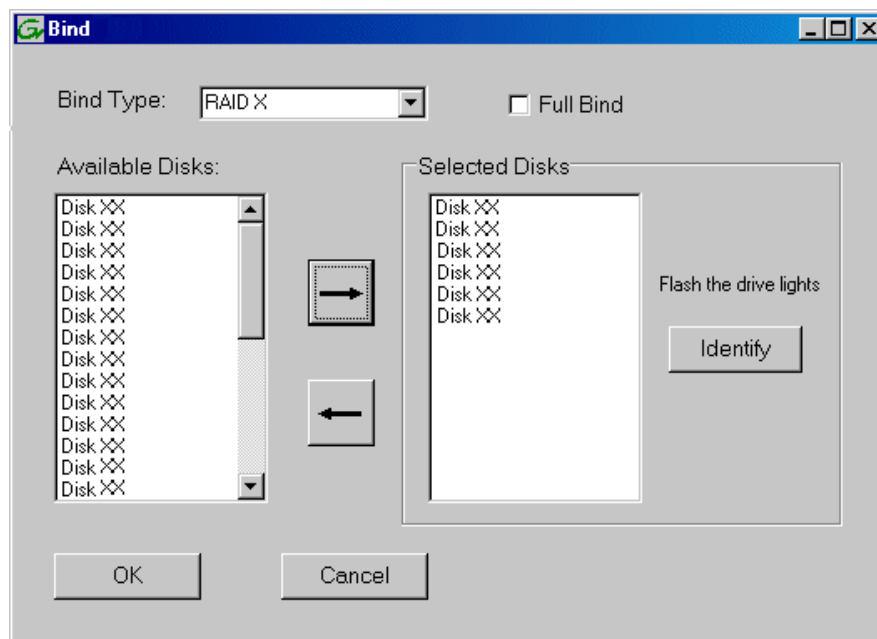 Bind
Bind Type: RAID X Full Bind
Available Disks:
Disk XX
Disk XX
Disk XX
Disk XX
Disk XX
Disk XX
Disk XX
Disk XX
Disk XX
Disk XX
Disk XX
Disk XX
Disk XX
Disk XX
Selected Disks
Disk XX
Disk XX
Disk XX
Disk XX
Disk XX
Disk XX
Flash the drive lights
Identify
OK
Cancel